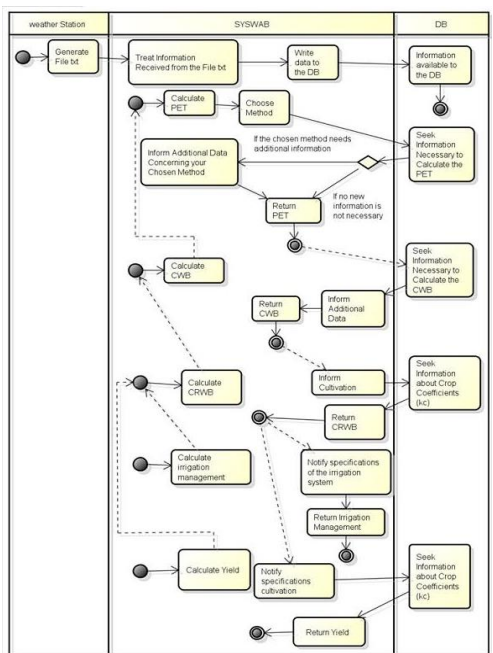 weather Station
SYSWAB
DB
Generate
File txt
Treat Information
Received from the File txt
Write
data to
the DB
Information
available to
the DB
Calculate
PET
Choose
Method
If the chosen method needs
additional information
Inform Additional Data
Concerning your
Chosen Method
Seek
Information
Necessary to
Calculate the
PET
Return
PET
If no new
information is
not necessary
Calculate
CWB
Seek
Information
Necessary to
Calculate the
CWB
Inform
Additional
Data
Return
CWB
Calculate
CRWB
Inform
Cultivation
Seek
Information
about Crop
Coefficients
(kc)
Return
CRWB
Calculate
irrigation
management
Notify specifications
of the irrigation
system
Return Irrigation
Management
Calculate Yield
Notify
specifications
cultivation
Seek
Information
about Crop
Coefficients
(kc)
Return Yield